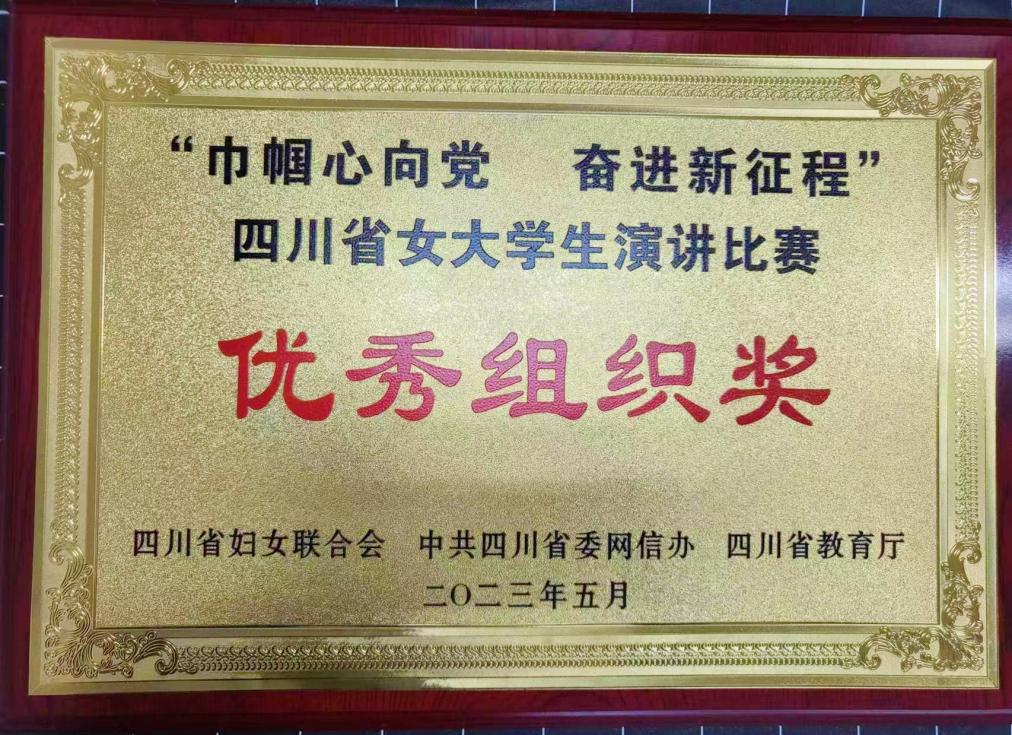 “巾帼心向党 奋进新征程”
四川省女大学生演讲比赛
优秀组织奖
四川省妇女联合会 中共四川省委网信办 四川省教育厅
二〇二三年五月